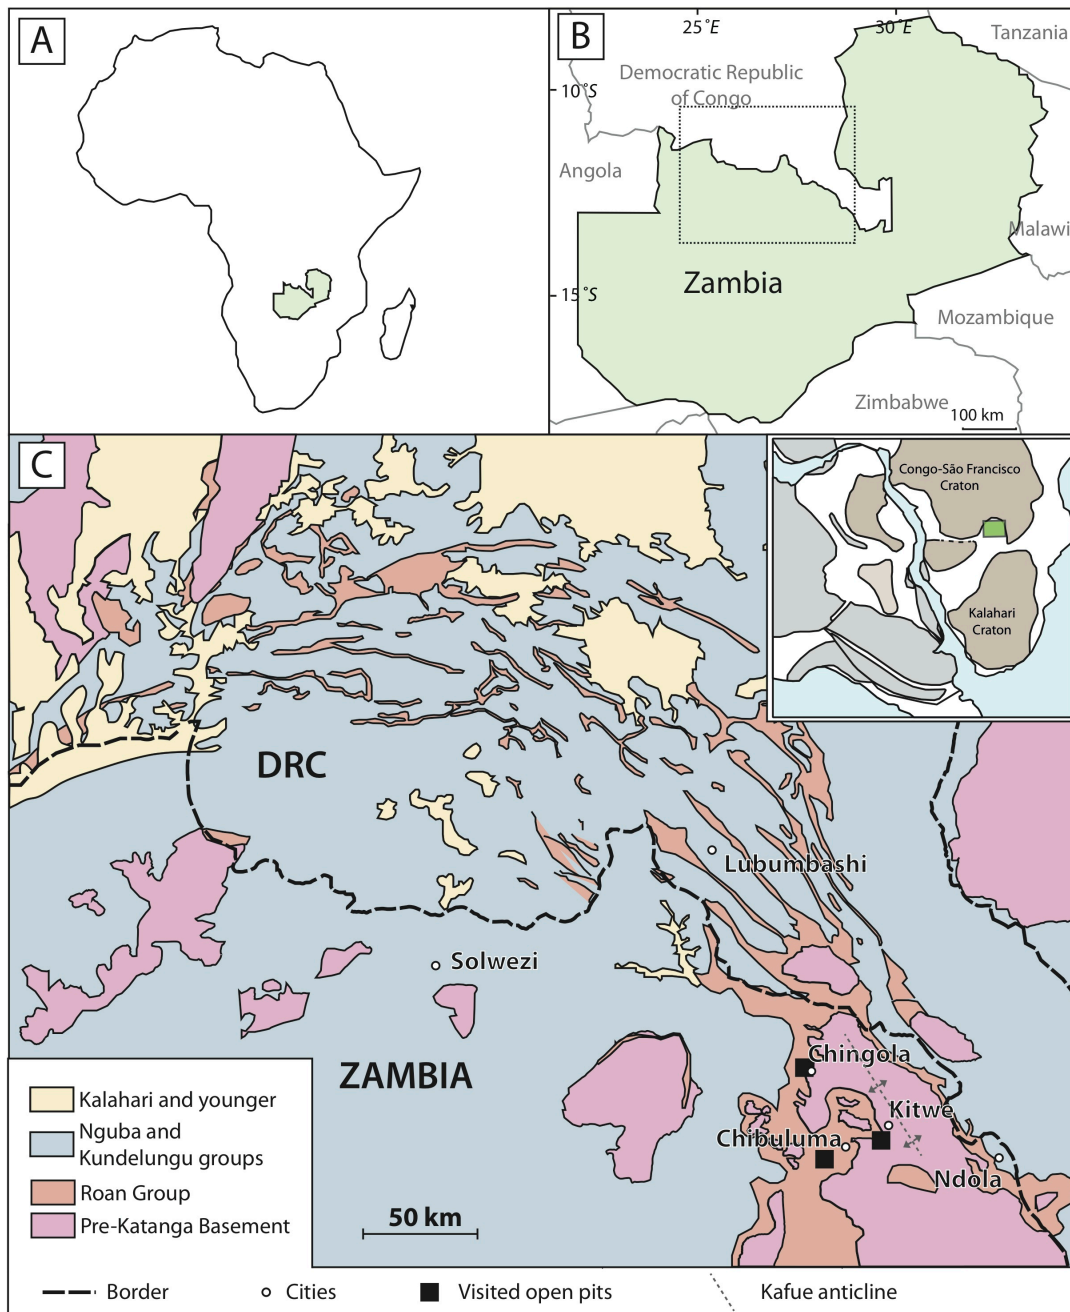 A
B
25°E
30°E
Tanzania
Democratic Republic
of Congo
10°S
Angola
Malawi
Zambia
15°S
Mozambique
Zimbabwe
100 km
C
Congo-São Francisco
Craton
Kalahari
Craton
DRC
Lubumbashi
Solwezi
ZAMBIA
Chingola
Kitwe
Chibuluma
Ndola
Kalahari and younger
Nguba and
Kundelungu groups
Roan Group
Pre-Katanga Basement
50 km
Border
Cities
Visited open pits
Kafue anticline